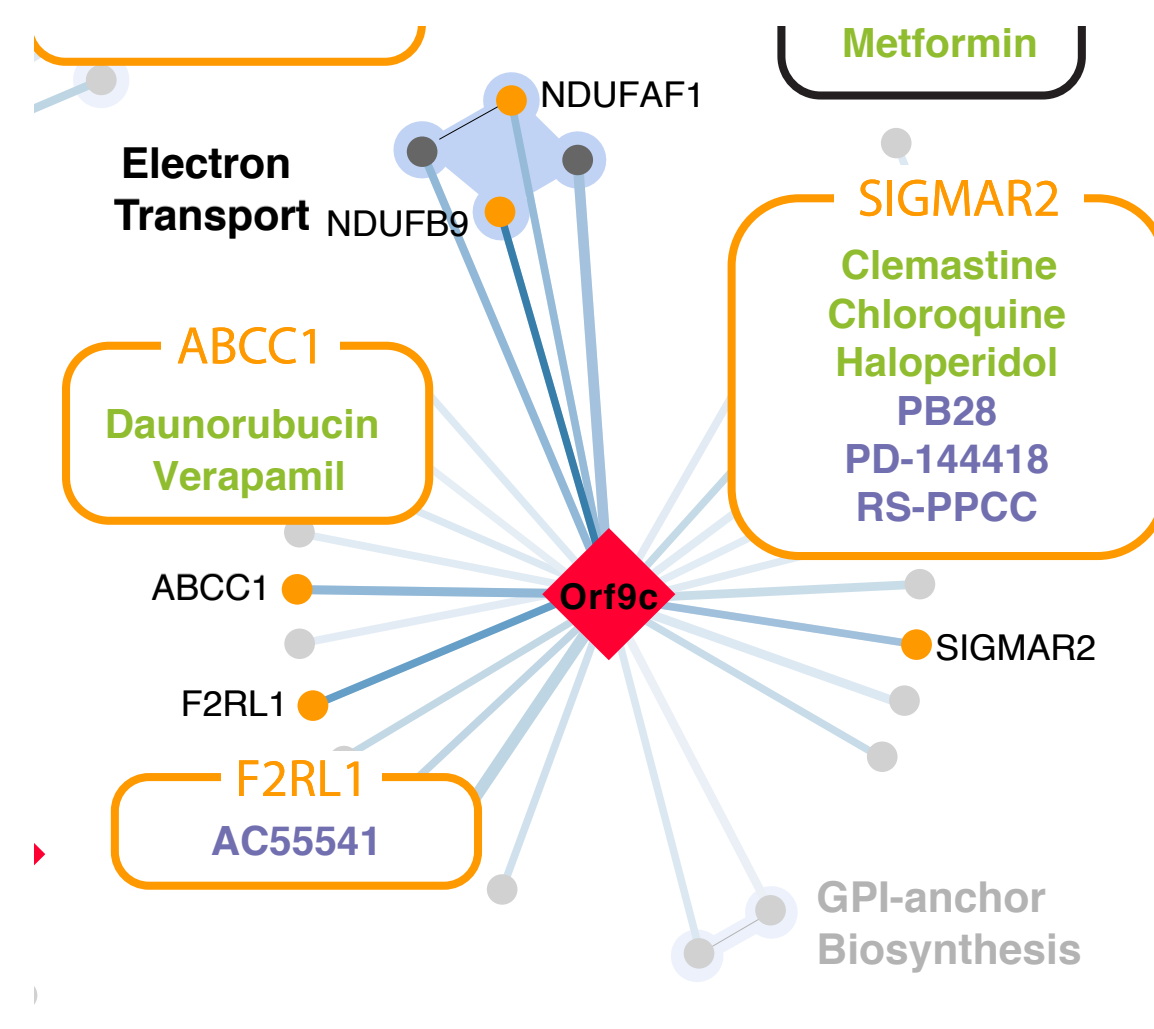 Metformin
NDUFAF1
Electron
Transport
NDUFB9
SIGMAR2
Clemastine
Chloroquine
Haloperidol
PB28
PD-144418
RS-PPCC
ABCC1
Daunorubucin
Verapamil
ABCC1
Orf9c
SIGMAR2
F2RL1
F2RL1
AC55541
GPI-anchor
Biosynthesis